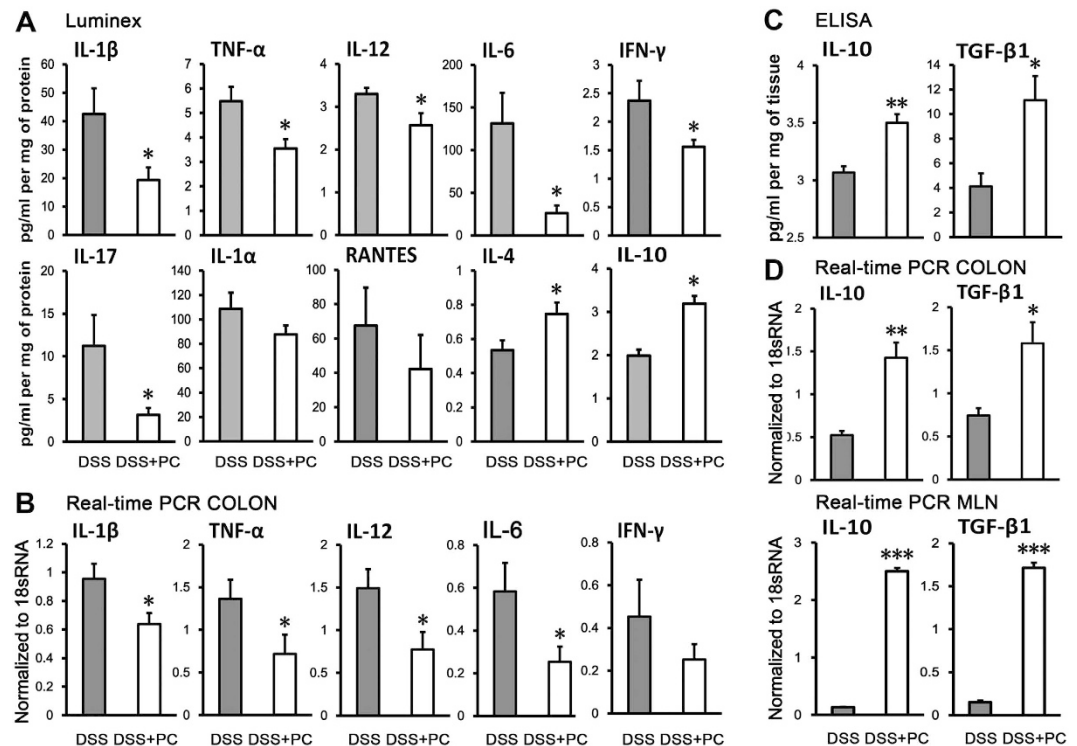 A Luminex
IL-1β TNF-α IL-12 IL-6 IFN-γ
pg/ml per mg of protein
60 50 40 30 20 10 0
*
7 6 5 4 3 2 1 0
*
4 3 2 1 0
*
200 150 100 50 0
*
3 2.5 2 1.5 1 0.5 0
*
IL-17 IL-1α RANTES IL-4 IL-10
pg/ml per mg of protein
20 15 10 5 0
*
140 120 100 80 60 40 20 0
100 80 60 40 20 0
1 0.8 0.6 0.4 0.2 0
*
4 3 2 1 0
*
DSS DSS+PC DSS DSS+PC DSS DSS+PC DSS DSS+PC DSS DSS+PC
B Real-time PCR COLON
IL-1β TNF-α IL-12 IL-6 IFN-γ
Normalized to 18sRNA
1 0.8 0.6 0.4 0.2 0
*
2 1.5 1 0.5 0
*
2 1.5 1 0.5 0
*
0.8 0.6 0.4 0.2 0
*
0.8 0.6 0.4 0.2 0
DSS DSS+PC DSS DSS+PC DSS DSS+PC DSS DSS+PC DSS DSS+PC
C ELISA
IL-10 TGF-β1
pg/ml per mg of tissue
4 3.5 3 2.5
**
14 12 10 8 6 4 2 0
*
D Real-time PCR COLON
IL-10 TGF-β1
Normalized to 18sRNA
2 1.5 1 0.5 0
**
2 1.5 1 0.5 0
*
Real-time PCR MLN
IL-10 TGF-β1
Normalized to 18sRNA
3 2 1 0
***
2 1.5 1 0.5 0
***
DSS DSS+PC DSS DSS+PC